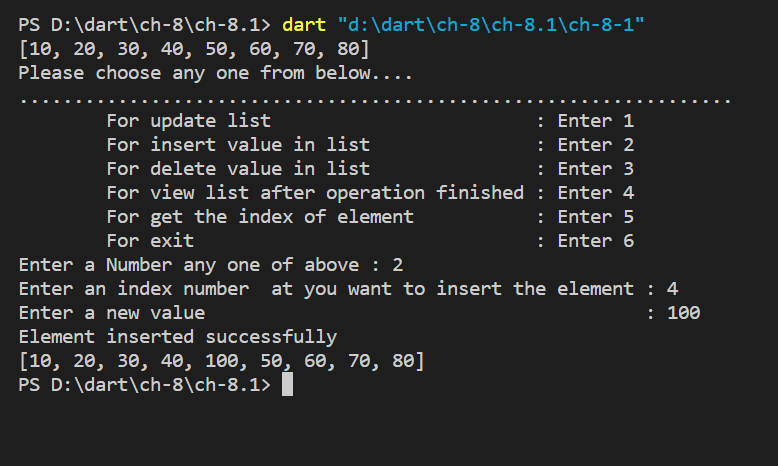 PS D:\dart\ch-8\ch-8.1> dart "d:\dart\ch-8\ch-8.1\ch-8-1"
[10, 20, 30, 40, 50, 60, 70, 80]
Please choose any one from below....
.................................................................
        For update list                        : Enter 1
        For insert value in list               : Enter 2
        For delete value in list               : Enter 3
        For view list after operation finished : Enter 4
        For get the index of element           : Enter 5
        For exit                               : Enter 6
Enter a Number any one of above : 2
Enter an index number  at you want to insert the element : 4
Enter a new value                                        : 100
Element inserted successfully
[10, 20, 30, 40, 100, 50, 60, 70, 80]
PS D:\dart\ch-8\ch-8.1>